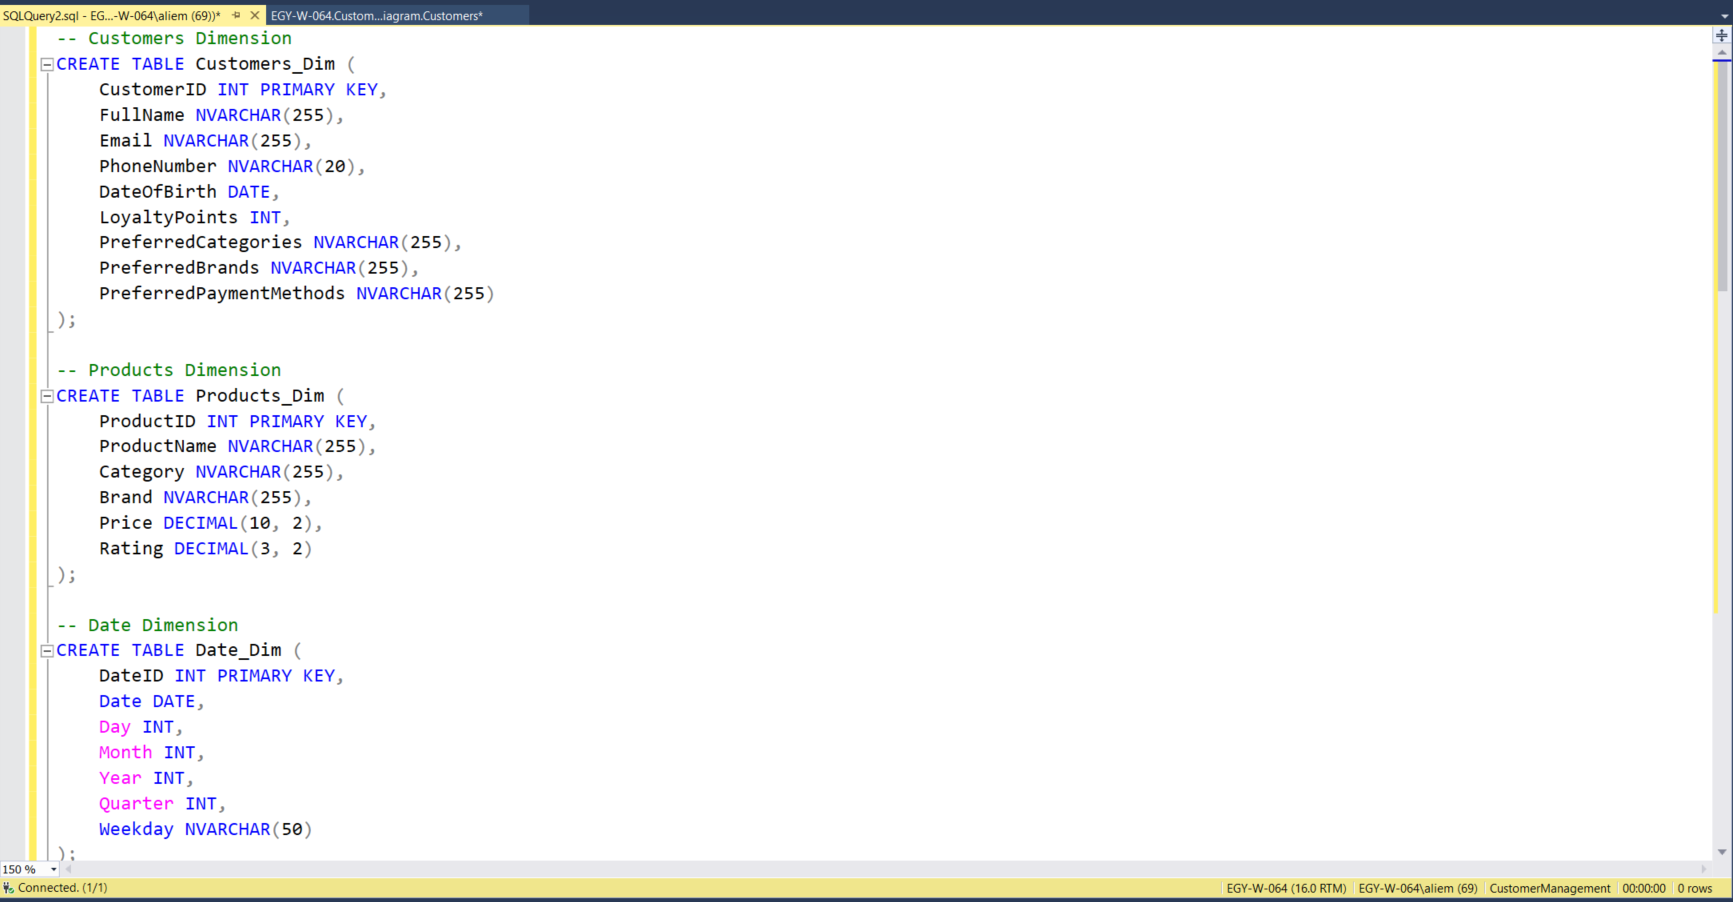 SQLQuery2.sql - EG...-W-064\aliem (69))*
EGY-W-064.Custom...iagram.Customers*
-- Customers Dimension
CREATE TABLE Customers_Dim (
CustomerID INT PRIMARY KEY,
FullName NVARCHAR(255),
Email NVARCHAR(255),
PhoneNumber NVARCHAR(20),
DateOfBirth DATE,
LoyaltyPoints INT,
PreferredCategories NVARCHAR(255),
PreferredBrands NVARCHAR(255),
PreferredPaymentMethods NVARCHAR(255)
);
-- Products Dimension
CREATE TABLE Products_Dim (
ProductID INT PRIMARY KEY,
ProductName NVARCHAR(255),
Category NVARCHAR(255),
Brand NVARCHAR(255),
Price DECIMAL(10, 2),
Rating DECIMAL(3, 2)
);
-- Date Dimension
CREATE TABLE Date_Dim (
DateID INT PRIMARY KEY,
Date DATE,
Day INT,
Month INT,
Year INT,
Quarter INT,
Weekday NVARCHAR(50)
);
150 %
Connected. (1/1)
EGY-W-064 (16.0 RTM)
EGY-W-064\aliem (69)
CustomerManagement
00:00:00
0 rows